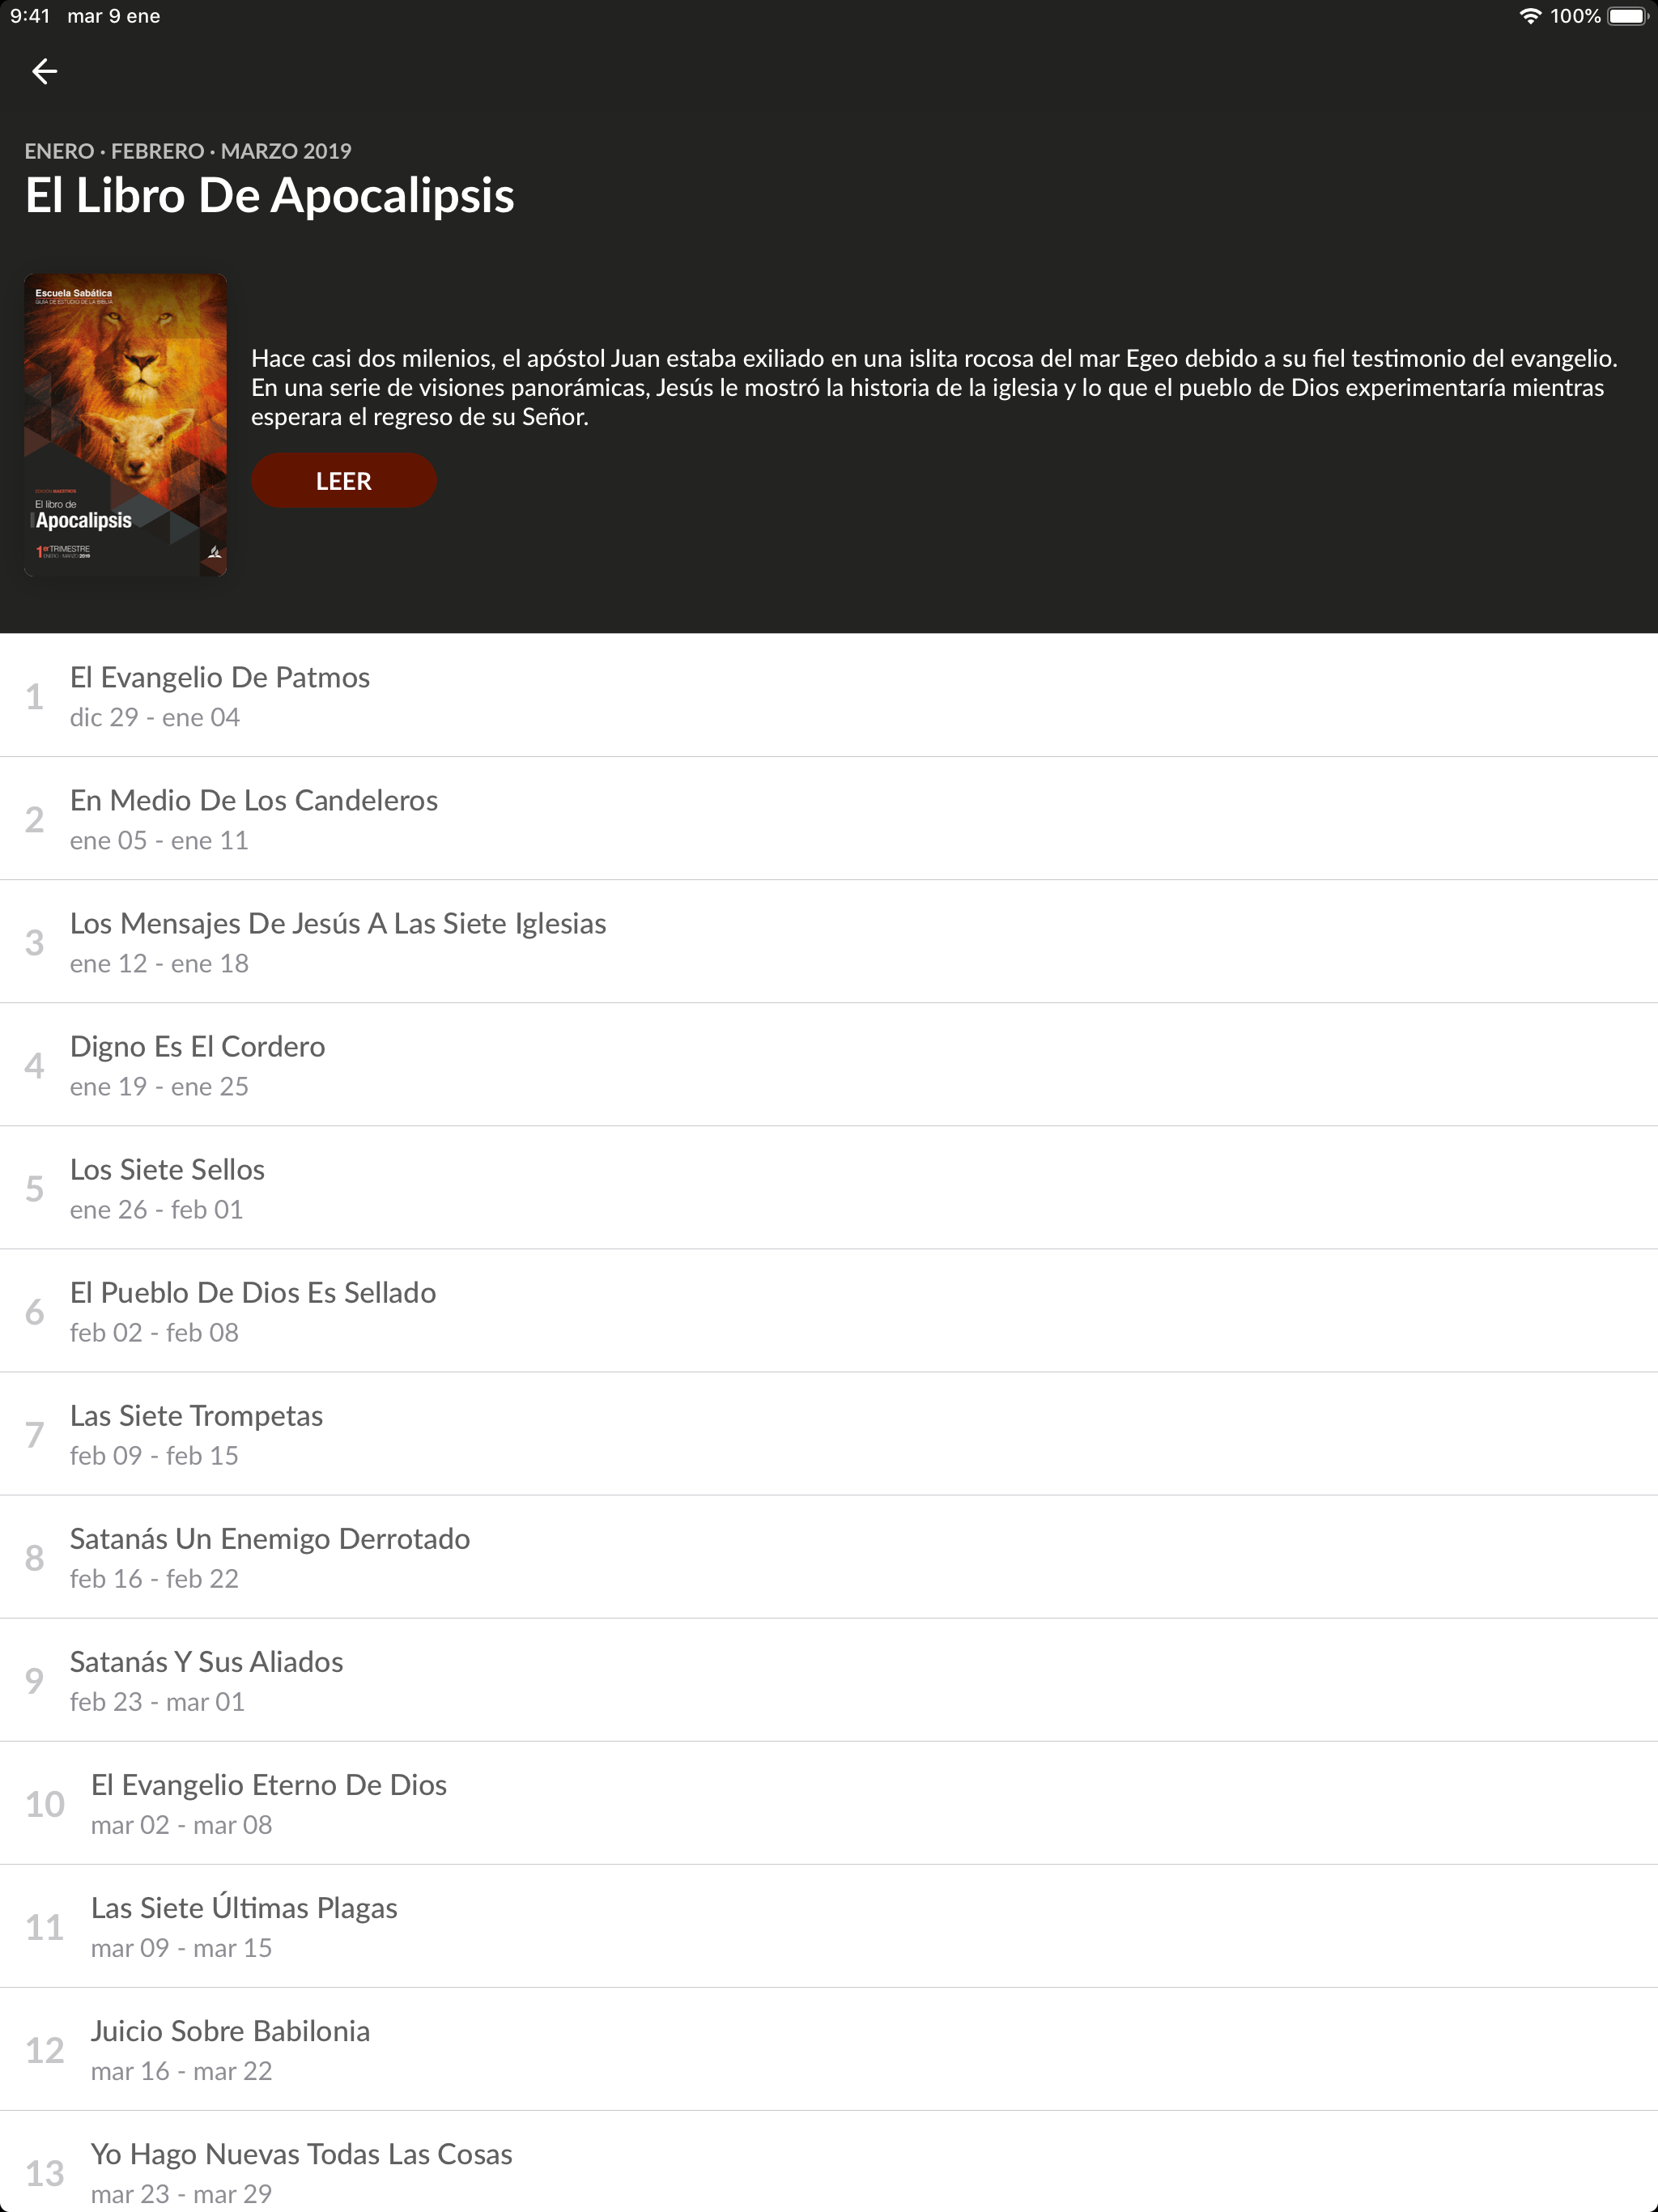 9:41 mar 9 ene 100%
ENERO · FEBRERO · MARZO 2019
El Libro De Apocalipsis
Escuela Sabática
GUÍA DE ESTUDIO DE LA BIBLIA
EDICIÓN MAESTROS
El libro de
Apocalipsis
1er TRIMESTRE
ENERO - MARZO 2019
Hace casi dos milenios, el apóstol Juan estaba exiliado en una islita rocosa del mar Egeo debido a su fiel testimonio del evangelio.
En una serie de visiones panorámicas, Jesús le mostró la historia de la iglesia y lo que el pueblo de Dios experimentaría mientras
esperara el regreso de su Señor.
LEER
1 El Evangelio De Patmos
dic 29 - ene 04
2 En Medio De Los Candeleros
ene 05 - ene 11
3 Los Mensajes De Jesús A Las Siete Iglesias
ene 12 - ene 18
4 Digno Es El Cordero
ene 19 - ene 25
5 Los Siete Sellos
ene 26 - feb 01
6 El Pueblo De Dios Es Sellado
feb 02 - feb 08
7 Las Siete Trompetas
feb 09 - feb 15
8 Satanás Un Enemigo Derrotado
feb 16 - feb 22
9 Satanás Y Sus Aliados
feb 23 - mar 01
10 El Evangelio Eterno De Dios
mar 02 - mar 08
11 Las Siete Últimas Plagas
mar 09 - mar 15
12 Juicio Sobre Babilonia
mar 16 - mar 22
13 Yo Hago Nuevas Todas Las Cosas
mar 23 - mar 29